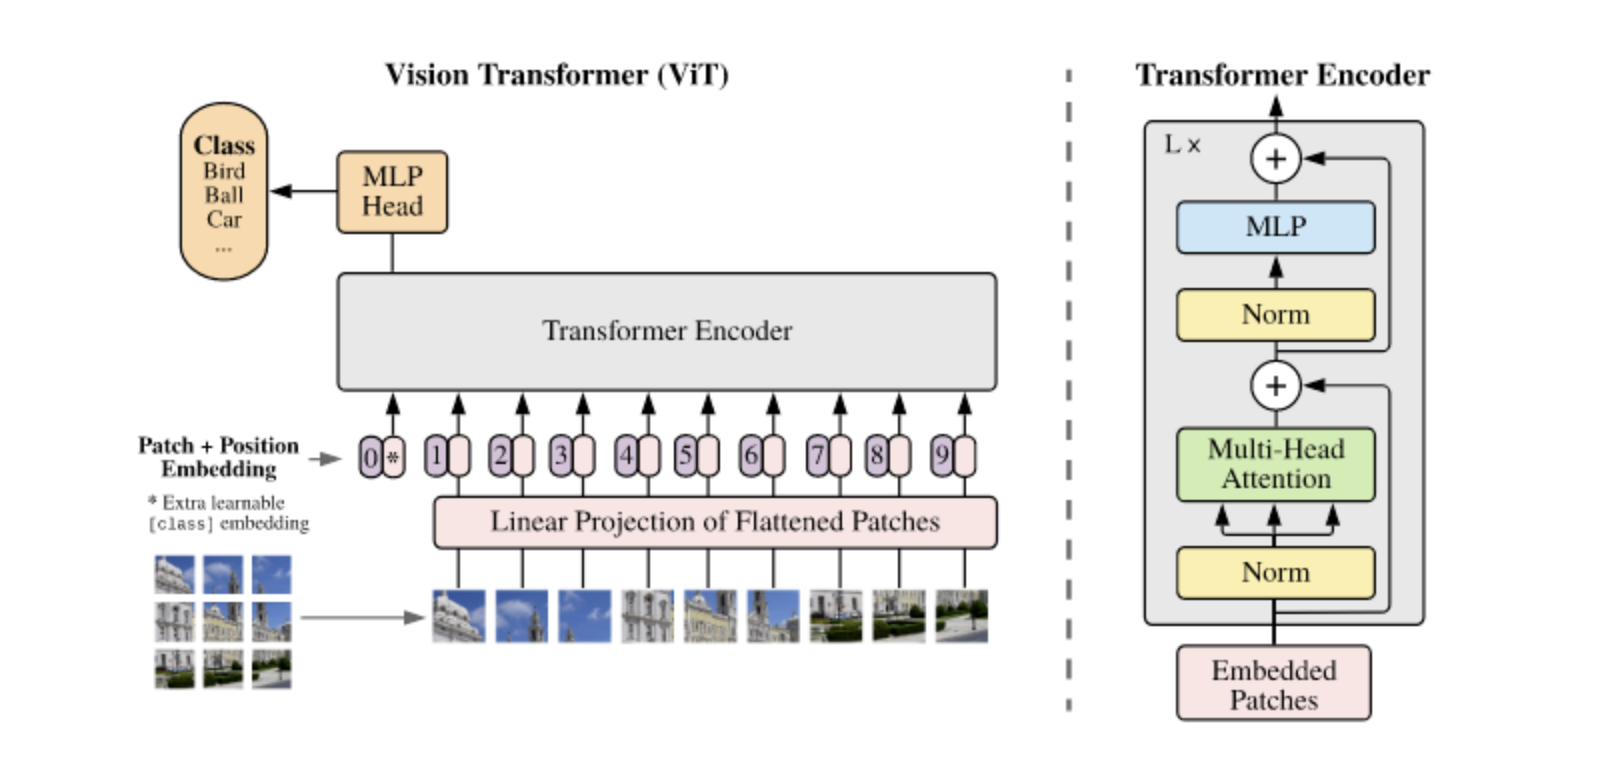 Vision Transformer (ViT)
Class
Bird
Ball
Car
...
MLP
Head
Transformer Encoder
Patch + Position
Embedding
* Extra learnable
[class] embedding
0 * 1 2 3 4 5 6 7 8 9
Linear Projection of Flattened Patches
Transformer Encoder
L x
+
MLP
Norm
+
Multi-Head
Attention
Norm
Embedded
Patches